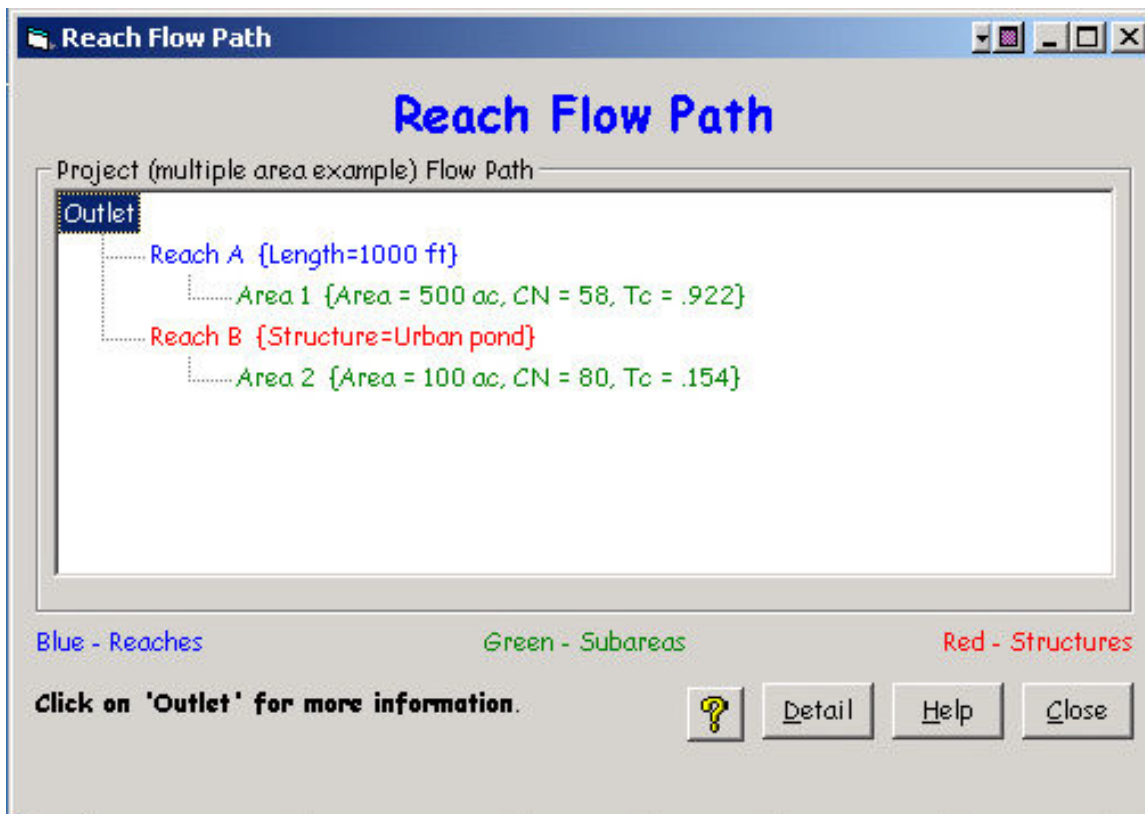 Reach Flow Path
Reach Flow Path
Project (multiple area example) Flow Path
Outlet
Reach A {Length=1000 ft}
Area 1 {Area = 500 ac, CN = 58, Tc = .922}
Reach B {Structure=Urban pond}
Area 2 {Area = 100 ac, CN = 80, Tc = .154}
Blue - Reaches Green - Subareas Red - Structures
Click on 'Outlet' for more information. ? Detail Help Close